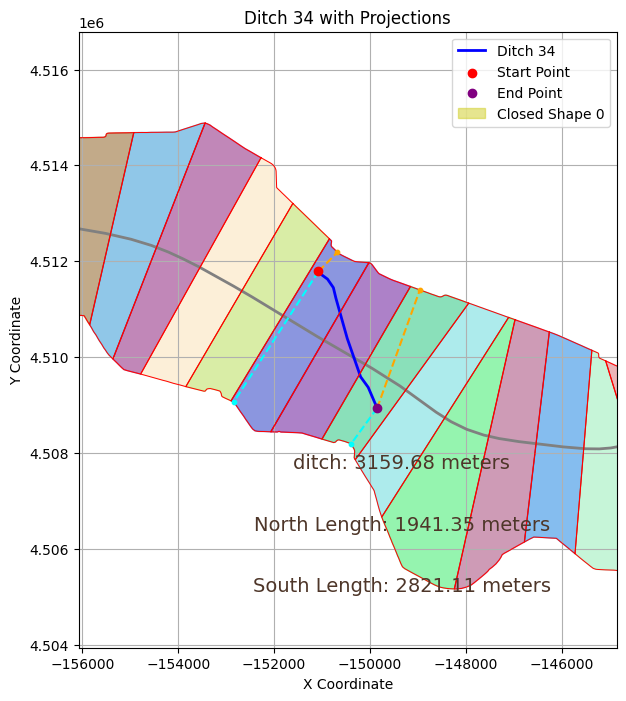 Ditch 34 with Projections
1e6
Ditch 34
Start Point
End Point
Closed Shape 0
4.516
4.514
4.512
4.510
4.508
4.506
4.504
Y Coordinate
ditch: 3159.68 meters
North Length: 1941.35 meters
South Length: 2821.11 meters
−156000 −154000 −152000 −150000 −148000 −146000
X Coordinate